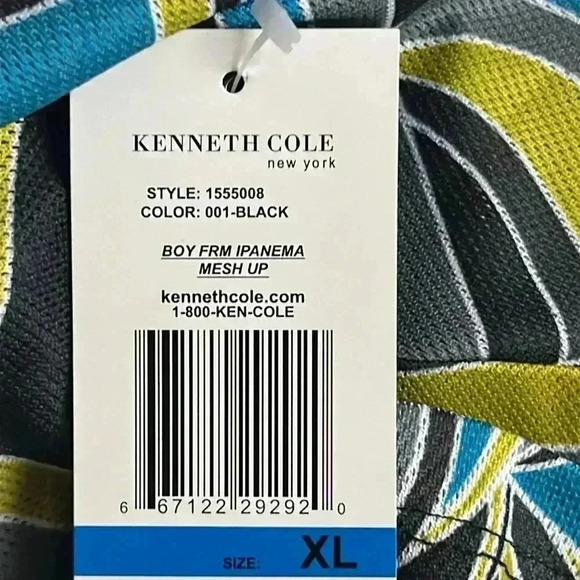 KENNETH COLE
new york
STYLE: 1555008
COLOR: 001-BLACK
BOY FRM IPANEMA
MESH UP
kennethcole.com
1-800-KEN-COLE
6 67122 29292 0
SIZE: XL